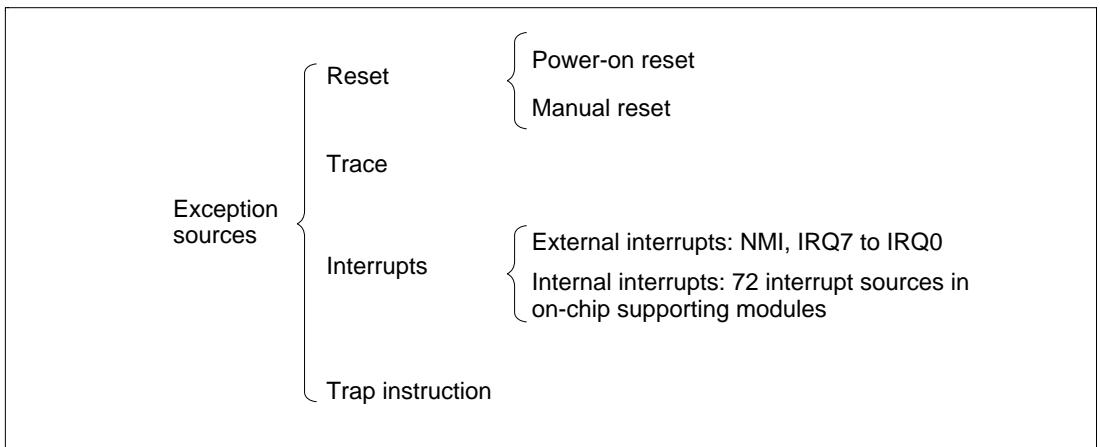 Exception
sources
Reset
Power-on reset
Manual reset
Trace
Interrupts
External interrupts: NMI, IRQ7 to IRQ0
Internal interrupts: 72 interrupt sources in
on-chip supporting modules
Trap instruction